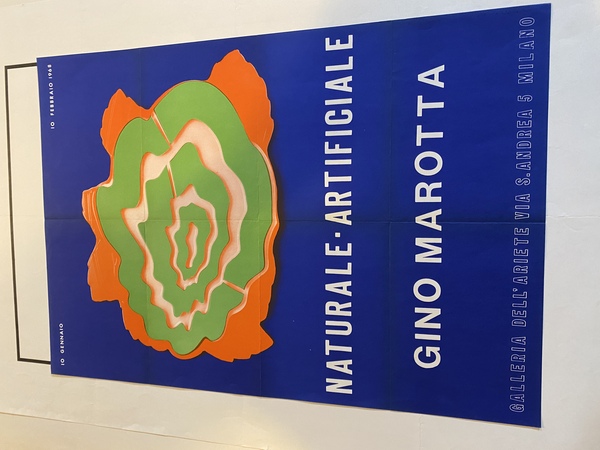 10 GENNAIO 10 FEBBRAIO 1968
NATURALE·ARTIFICIALE
GINO MAROTTA
GALLERIA DELL'ARIETE VIA S. ANDREA 5 MILANO